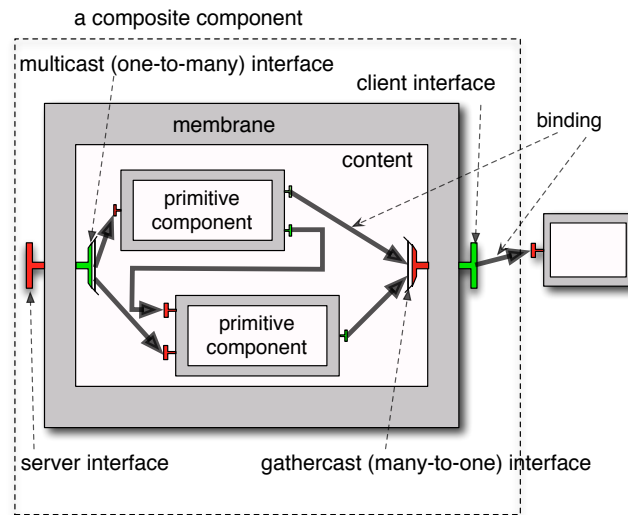 a composite component
multicast (one-to-many) interface
client interface
membrane
binding
content
primitive
component
primitive
component
server interface
gathercast (many-to-one) interface